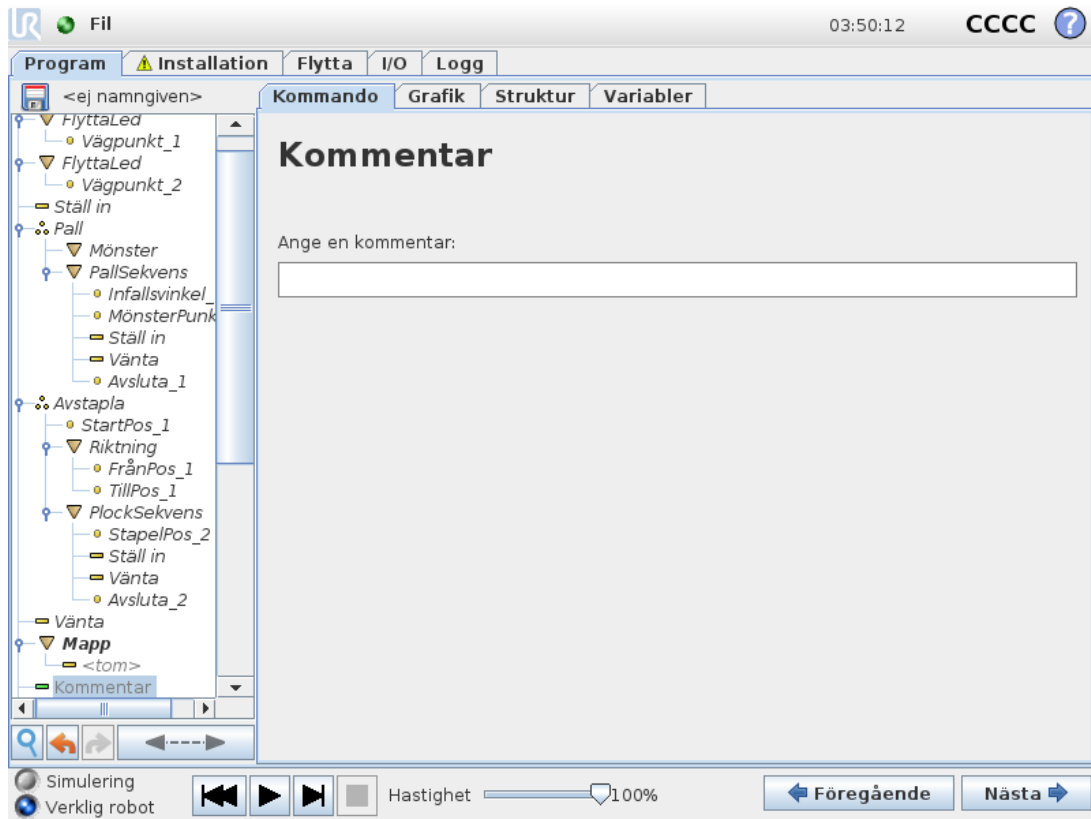 UR Fil 03:50:12 CCCC ?
Program Installation Flytta I/O Logg
<ej namngiven>
Kommando Grafik Struktur Variabler
FlyttaLed
Vägpunkt_1
FlyttaLed
Vägpunkt_2
Ställ in
Pall
Mönster
PallSekvens
Infallsvinkel_
MönsterPunk
Ställ in
Vänta
Avsluta_1
Avstapla
StartPos_1
Riktning
FrånPos_1
TillPos_1
PlockSekvens
StapelPos_2
Ställ in
Vänta
Avsluta_2
Vänta
Mapp
<tom>
Kommentar
Kommentar
Ange en kommentar:
Simulering
Verklig robot
Hastighet 100%
Föregående Nästa